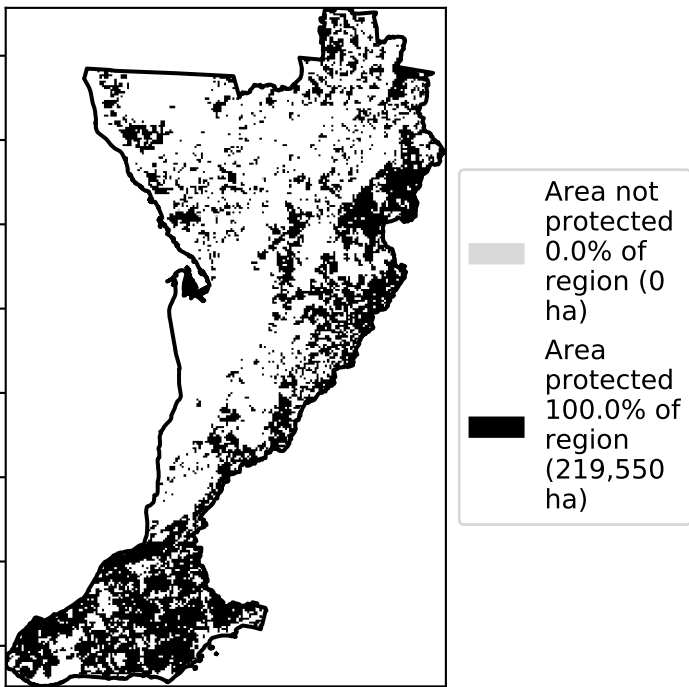 Area not
protected
0.0% of
region (0
ha)
Area
protected
100.0% of
region
(219,550
ha)